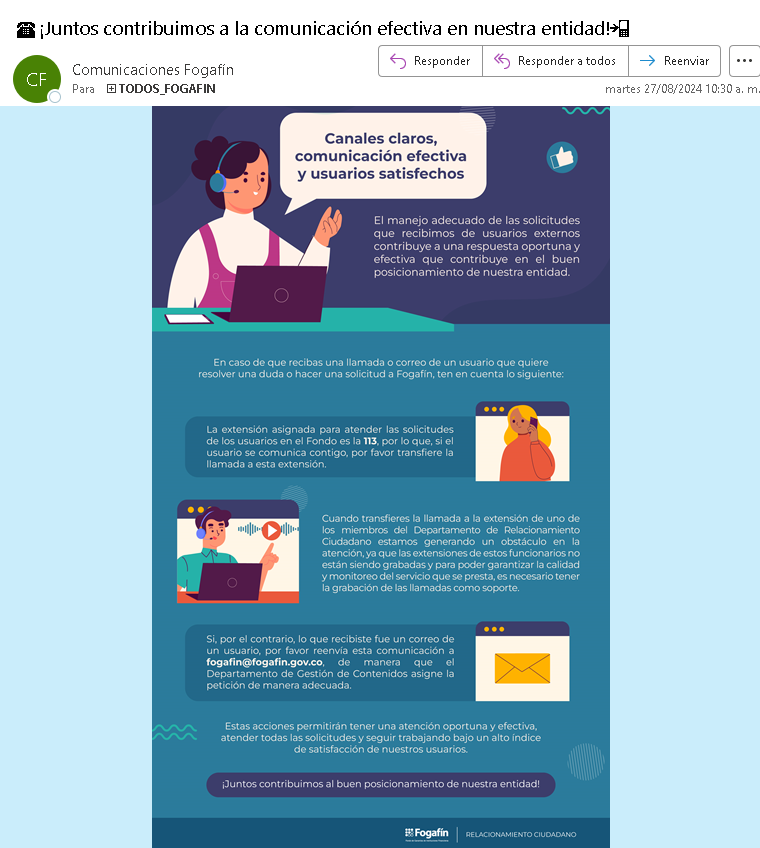 ¡Juntos contribuimos a la comunicación efectiva en nuestra entidad!
CF
Comunicaciones Fogafín
Para TODOS_FOGAFIN
Responder
Responder a todos
Reenviar
martes 27/08/2024 10:30 a. m.
Canales claros,
comunicación efectiva
y usuarios satisfechos
El manejo adecuado de las solicitudes
que recibimos de usuarios externos
contribuye a una respuesta oportuna y
efectiva que contribuye en el buen
posicionamiento de nuestra entidad.
En caso de que recibas una llamada o correo de un usuario que quiere
resolver una duda o hacer una solicitud a Fogafín, ten en cuenta lo siguiente:
La extensión asignada para atender las solicitudes
de los usuarios en el Fondo es la 113, por lo que, si el
usuario se comunica contigo, por favor transfiere la
llamada a esta extensión.
Cuando transfieres la llamada a la extensión de uno de
los miembros del Departamento de Relacionamiento
Ciudadano estamos generando un obstáculo en la
atención, ya que las extensiones de estos funcionarios no
están siendo grabadas y para poder garantizar la calidad
y monitoreo del servicio que se presta, es necesario tener
la grabación de las llamadas como soporte.
Si, por el contrario, lo que recibiste fue un correo de
un usuario, por favor reenvía esta comunicación a
fogafin@fogafin.gov.co, de manera que el
Departamento de Gestión de Contenidos asigne la
petición de manera adecuada.
Estas acciones permitirán tener una atención oportuna y efectiva,
atender todas las solicitudes y seguir trabajando bajo un alto índice
de satisfacción de nuestros usuarios.
¡Juntos contribuimos al buen posicionamiento de nuestra entidad!
Fogafín
RELACIONAMIENTO CIUDADANO